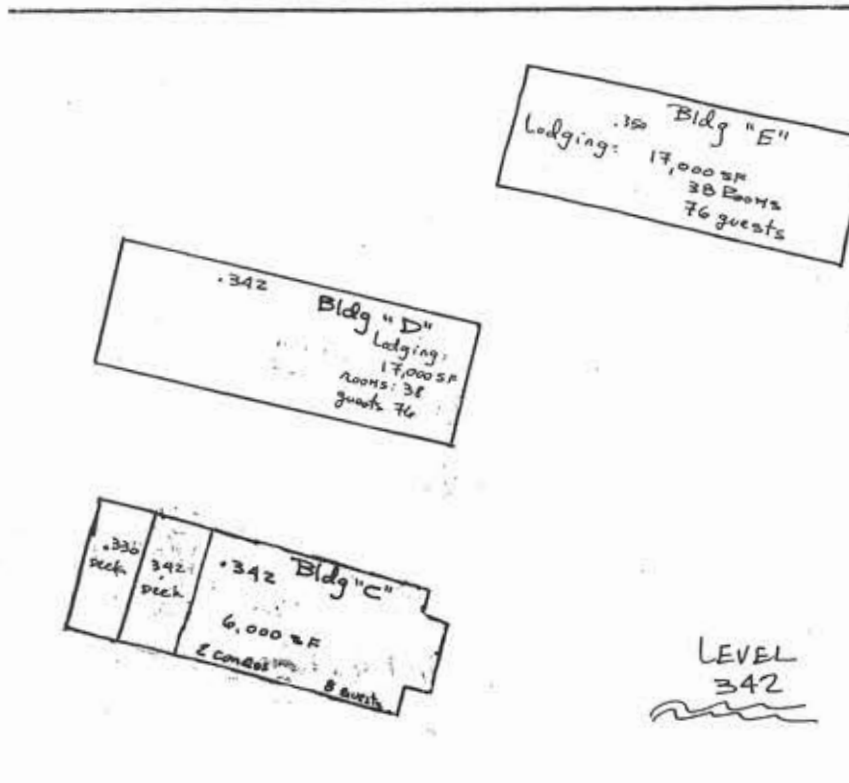 .350 Bldg "E"
Lodging:
17,000 SF
38 Rooms
76 guests
.342
Bldg "D"
Lodging:
17,000 SF
rooms: 38
guests 76
.336
Deck
342
Deck
.342 Bldg "C"
6,000 SF
2 condos
8 guests
LEVEL
342